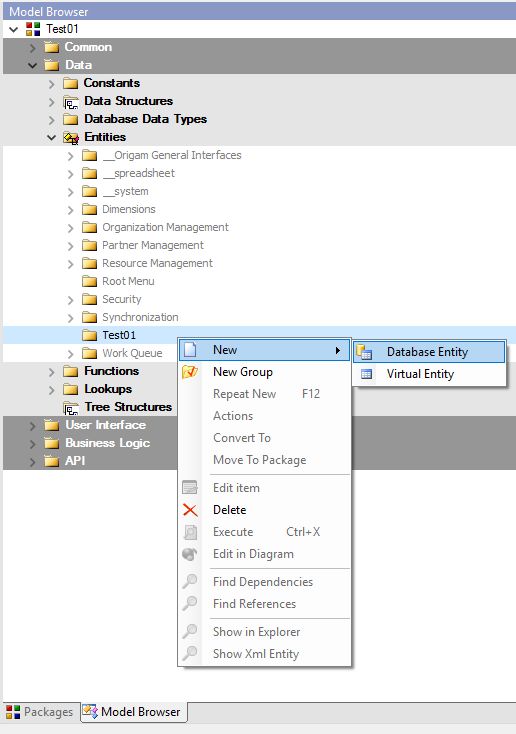 Model Browser
Test01
Common
Data
Constants
Data Structures
Database Data Types
Entities
__Origam General Interfaces
__spreadsheet
__system
Dimensions
Organization Management
Partner Management
Resource Management
Root Menu
Security
Synchronization
Test01
Work Queue
Functions
Lookups
Tree Structures
User Interface
Business Logic
API
New
New Group
Repeat New F12
Actions
Convert To
Move To Package
Edit item
Delete
Execute Ctrl+X
Edit in Diagram
Find Dependencies
Find References
Show in Explorer
Show Xml Entity
Database Entity
Virtual Entity
Packages Model Browser